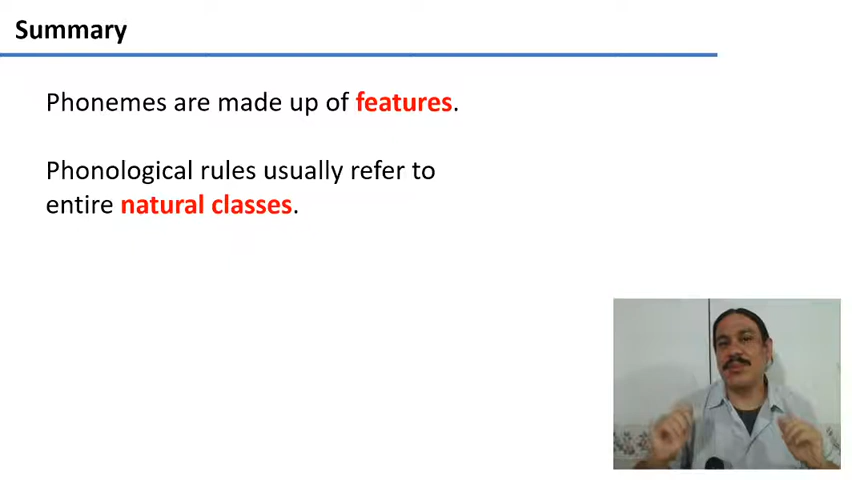 Summary
Phonemes are made up of features.
Phonological rules usually refer to
entire natural classes.